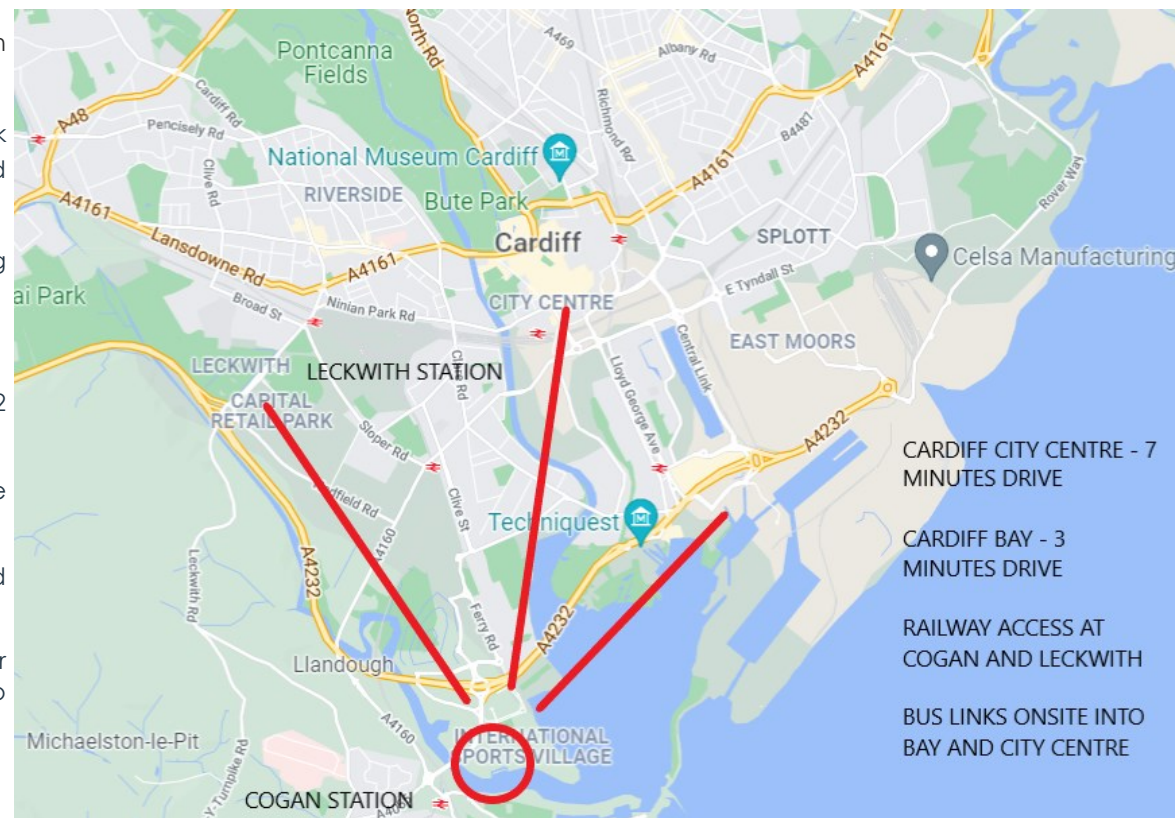 Pontcanna
Fields
North Rd
A469
Albany Rd
A4161
Cardiff Rd
Richmond Rd
A48
Pencisely Rd
B4481
National Museum Cardiff
Clive Rd
RIVERSIDE
Bute Park
A4161
Rover Way
A4161
Cardiff
SPLOTT
Lansdowne Rd
A4161
Celsa Manufacturing
E Tyndall St
ai Park
Broad St
Ninian Park Rd
CITY CENTRE
Central Link
EAST MOORS
LECKWITH
LECKWITH STATION
Lloyd George Ave
CAPITAL
RETAIL PARK
Sloper Rd
A4232
CARDIFF CITY CENTRE - 7
MINUTES DRIVE
Clive St
Techniquest
A4160
CARDIFF BAY - 3
MINUTES DRIVE
A4232
Leckwith Rd
Ferry Rd
A4232
RAILWAY ACCESS AT
COGAN AND LECKWITH
Llandough
BUS LINKS ONSITE INTO
BAY AND CITY CENTRE
A4160
INTERNATIONAL
SPORTS VILLAGE
Michaelston-le-Pit
COGAN STATION